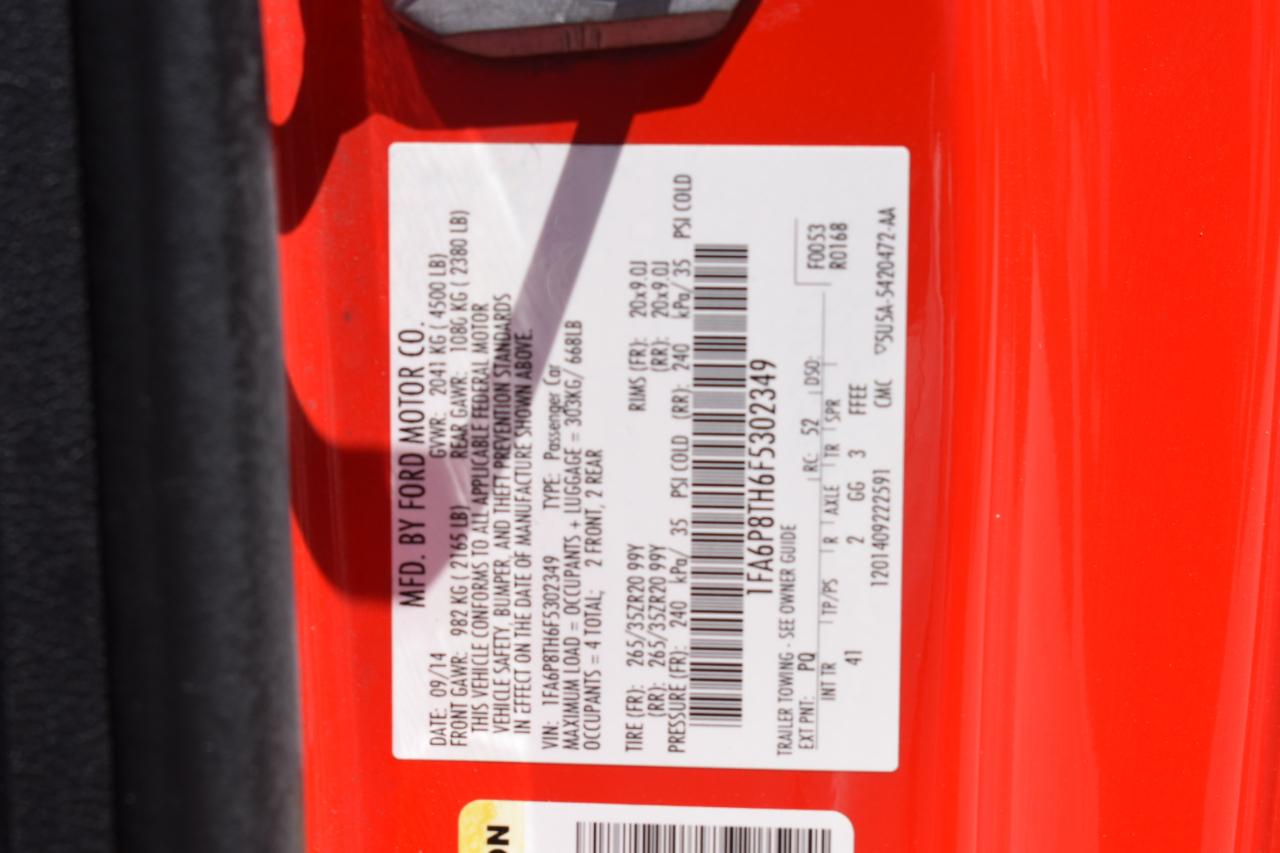 MFD. BY FORD MOTOR CO.
DATE: 09/14 GVWR: 2041 KG ( 4500 LB)
FRONT GAWR: 982 KG ( 2165 LB) REAR GAWR: 1080 KG ( 2380 LB)
THIS VEHICLE CONFORMS TO ALL APPLICABLE FEDERAL MOTOR
VEHICLE SAFETY, BUMPER, AND THEFT PREVENTION STANDARDS
IN EFFECT ON THE DATE OF MANUFACTURE SHOWN ABOVE.
VIN: 1FA6P8TH6F5302349 TYPE: Passenger Car
MAXIMUM LOAD = OCCUPANTS + LUGGAGE = 303KG/ 668LB
OCCUPANTS = 4 TOTAL; 2 FRONT, 2 REAR
TIRE (FR): 265/35ZR20 99Y RIMS (FR): 20x9.0J
(RR): 265/35ZR20 99Y (RR): 20x9.0J
PRESSURE (FR): 240 kPa/ 35 PSI COLD (RR): 240 kPa/ 35 PSI COLD
1FA6P8TH6F5302349
TRAILER TOWING - SEE OWNER GUIDE F0053
EXT PNT: PQ RC: 52 DSO: R0168
INT TR TP/PS R AXLE TR SPR
41 2 GG 3 FFEE
12014092222591 CMC 5U5A-5420472-AA
ON